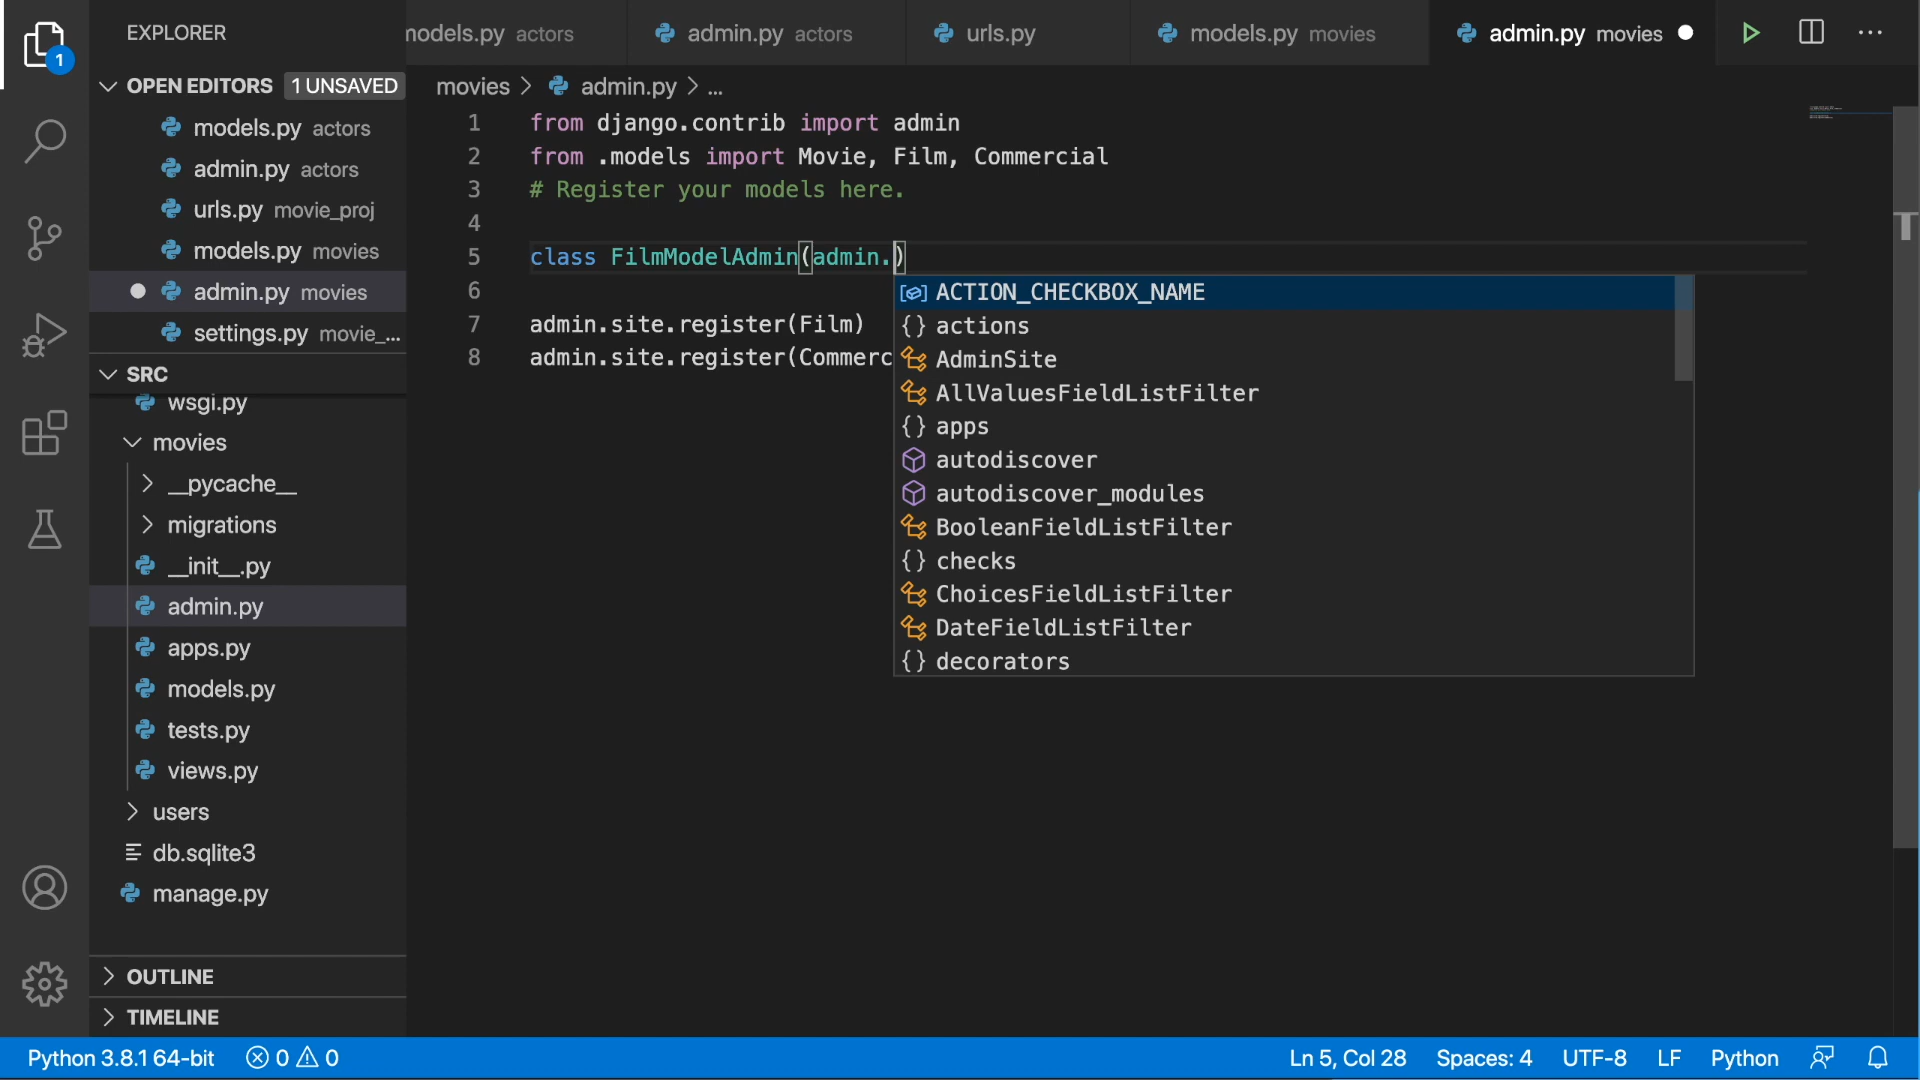 EXPLORER
OPEN EDITORS 1 UNSAVED
models.py actors
admin.py actors
urls.py movie_proj
models.py movies
admin.py movies
settings.py movie_...
SRC
wsgi.py
movies
__pycache__
migrations
__init__.py
admin.py
apps.py
models.py
tests.py
views.py
users
db.sqlite3
manage.py
OUTLINE
TIMELINE
1
models.py actors
admin.py actors
urls.py
models.py movies
admin.py movies
movies > admin.py > ...
1 from django.contrib import admin
2 from .models import Movie, Film, Commercial
3 # Register your models here.
4
5 class FilmModelAdmin(admin.)
6
7 admin.site.register(Film)
8 admin.site.register(Commerc
ACTION_CHECKBOX_NAME
{} actions
AdminSite
AllValuesFieldListFilter
{} apps
autodiscover
autodiscover_modules
BooleanFieldListFilter
{} checks
ChoicesFieldListFilter
DateFieldListFilter
{} decorators
Python 3.8.1 64-bit 0 0 Ln 5, Col 28 Spaces: 4 UTF-8 LF Python